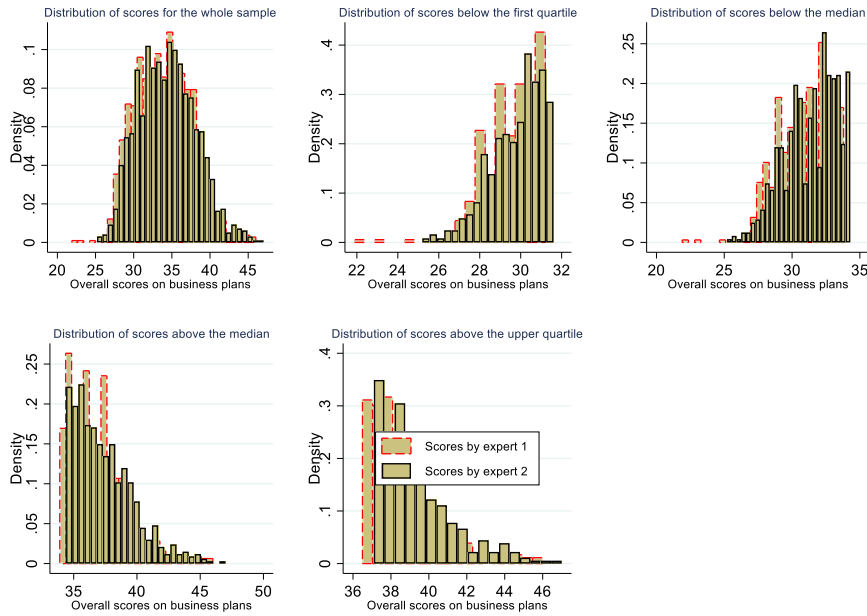 Distribution of scores for the whole sample
Density
0 .02 .04 .06 .08 .1
20 25 30 35 40 45
Overall scores on business plans
Distribution of scores below the first quartile
Density
0 .1 .2 .3 .4
22 24 26 28 30 32
Overall scores on business plans
Distribution of scores below the median
Density
0 .05 .1 .15 .2 .25
20 25 30 35
Overall scores on business plans
Distribution of scores above the median
Density
0 .05 .1 .15 .2 .25
35 40 45 50
Overall scores on business plans
Distribution of scores above the upper quartile
Density
0 .1 .2 .3 .4
36 38 40 42 44 46
Overall scores on business plans
Scores by expert 1
Scores by expert 2